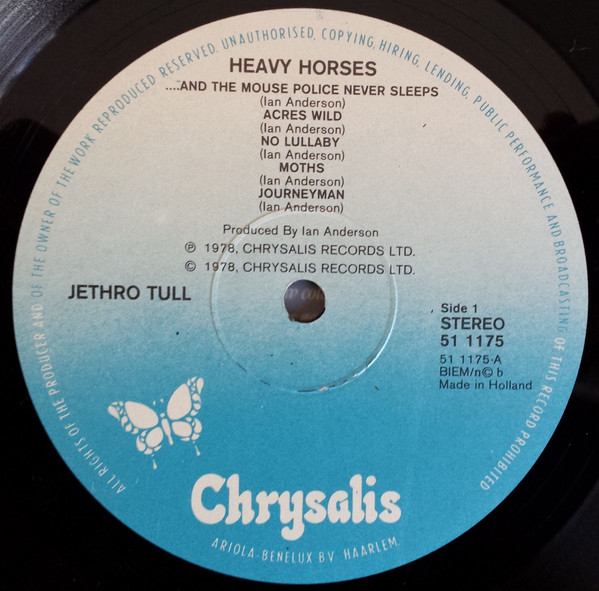 ALL RIGHTS OF THE PRODUCER AND OF THE OWNER OF THE WORK REPRODUCED RESERVED. UNAUTHORISED, COPYING, HIRING, LENDING, PUBLIC PERFORMANCE AND BROADCASTING OF THIS RECORD PROHIBITED
HEAVY HORSES
....AND THE MOUSE POLICE NEVER SLEEPS
(Ian Anderson)
ACRES WILD
(Ian Anderson)
NO LULLABY
(Ian Anderson)
MOTHS
(Ian Anderson)
JOURNEYMAN
(Ian Anderson)
Produced By Ian Anderson
℗ 1978, CHRYSALIS RECORDS LTD.
© 1978, CHRYSALIS RECORDS LTD.
JETHRO TULL
Side 1
STEREO
51 1175
51 1175-A
BIEM/n©b
Made in Holland
Chrysalis
ARIOLA-BENELUX B.V. HAARLEM.